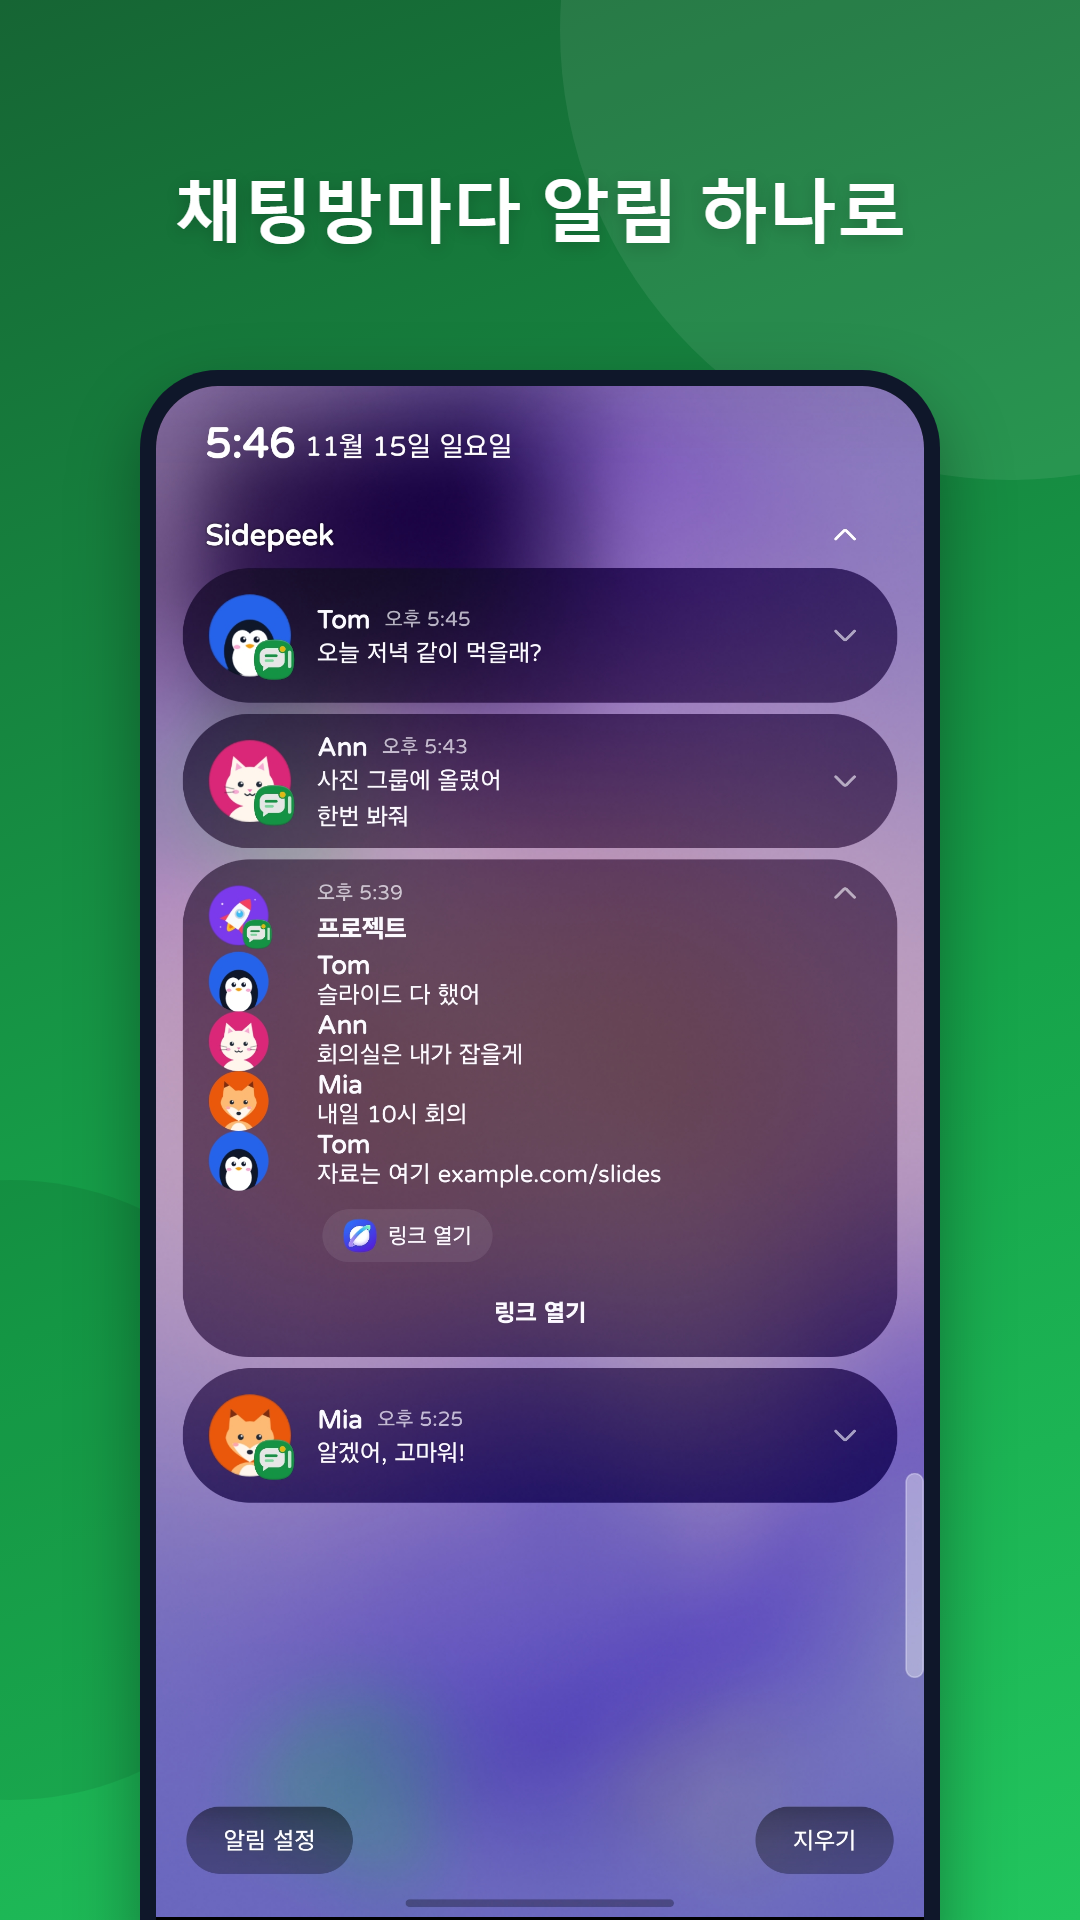 채팅방마다 알림 하나로
5:46 11월 15일 일요일
Sidepeek
Tom 오후 5:45
오늘 저녁 같이 먹을래?
Ann 오후 5:43
사진 그룹에 올렸어
한번 봐줘
오후 5:39
프로젝트
Tom
슬라이드 다 했어
Ann
회의실은 내가 잡을게
Mia
내일 10시 회의
Tom
자료는 여기 example.com/slides
링크 열기
링크 열기
Mia 오후 5:25
알겠어, 고마워!
알림 설정
지우기